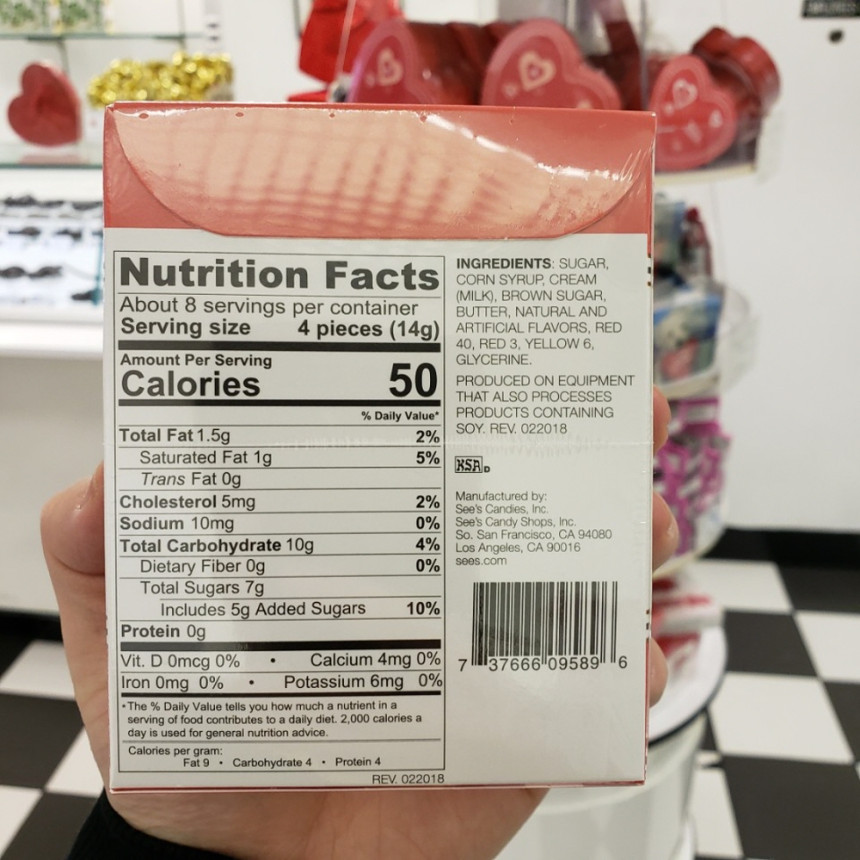 Nutrition Facts
About 8 servings per container
Serving size 4 pieces (14g)
Amount Per Serving
Calories 50
% Daily Value*
Total Fat 1.5g 2%
Saturated Fat 1g 5%
Trans Fat 0g
Cholesterol 5mg 2%
Sodium 10mg 0%
Total Carbohydrate 10g 4%
Dietary Fiber 0g 0%
Total Sugars 7g
Includes 5g Added Sugars 10%
Protein 0g
Vit. D 0mcg 0% • Calcium 4mg 0%
Iron 0mg 0% • Potassium 6mg 0%
*The % Daily Value tells you how much a nutrient in a
serving of food contributes to a daily diet. 2,000 calories a
day is used for general nutrition advice.
Calories per gram:
Fat 9 • Carbohydrate 4 • Protein 4
REV. 022018
INGREDIENTS: SUGAR,
CORN SYRUP, CREAM
(MILK), BROWN SUGAR,
BUTTER, NATURAL AND
ARTIFICIAL FLAVORS, RED
40, RED 3, YELLOW 6,
GLYCERINE.
PRODUCED ON EQUIPMENT
THAT ALSO PROCESSES
PRODUCTS CONTAINING
SOY. REV. 022018
KSA D
Manufactured by:
See's Candies, Inc.
See's Candy Shops, Inc.
So. San Francisco, CA 94080
Los Angeles, CA 90016
sees.com
7 37666 09589 6